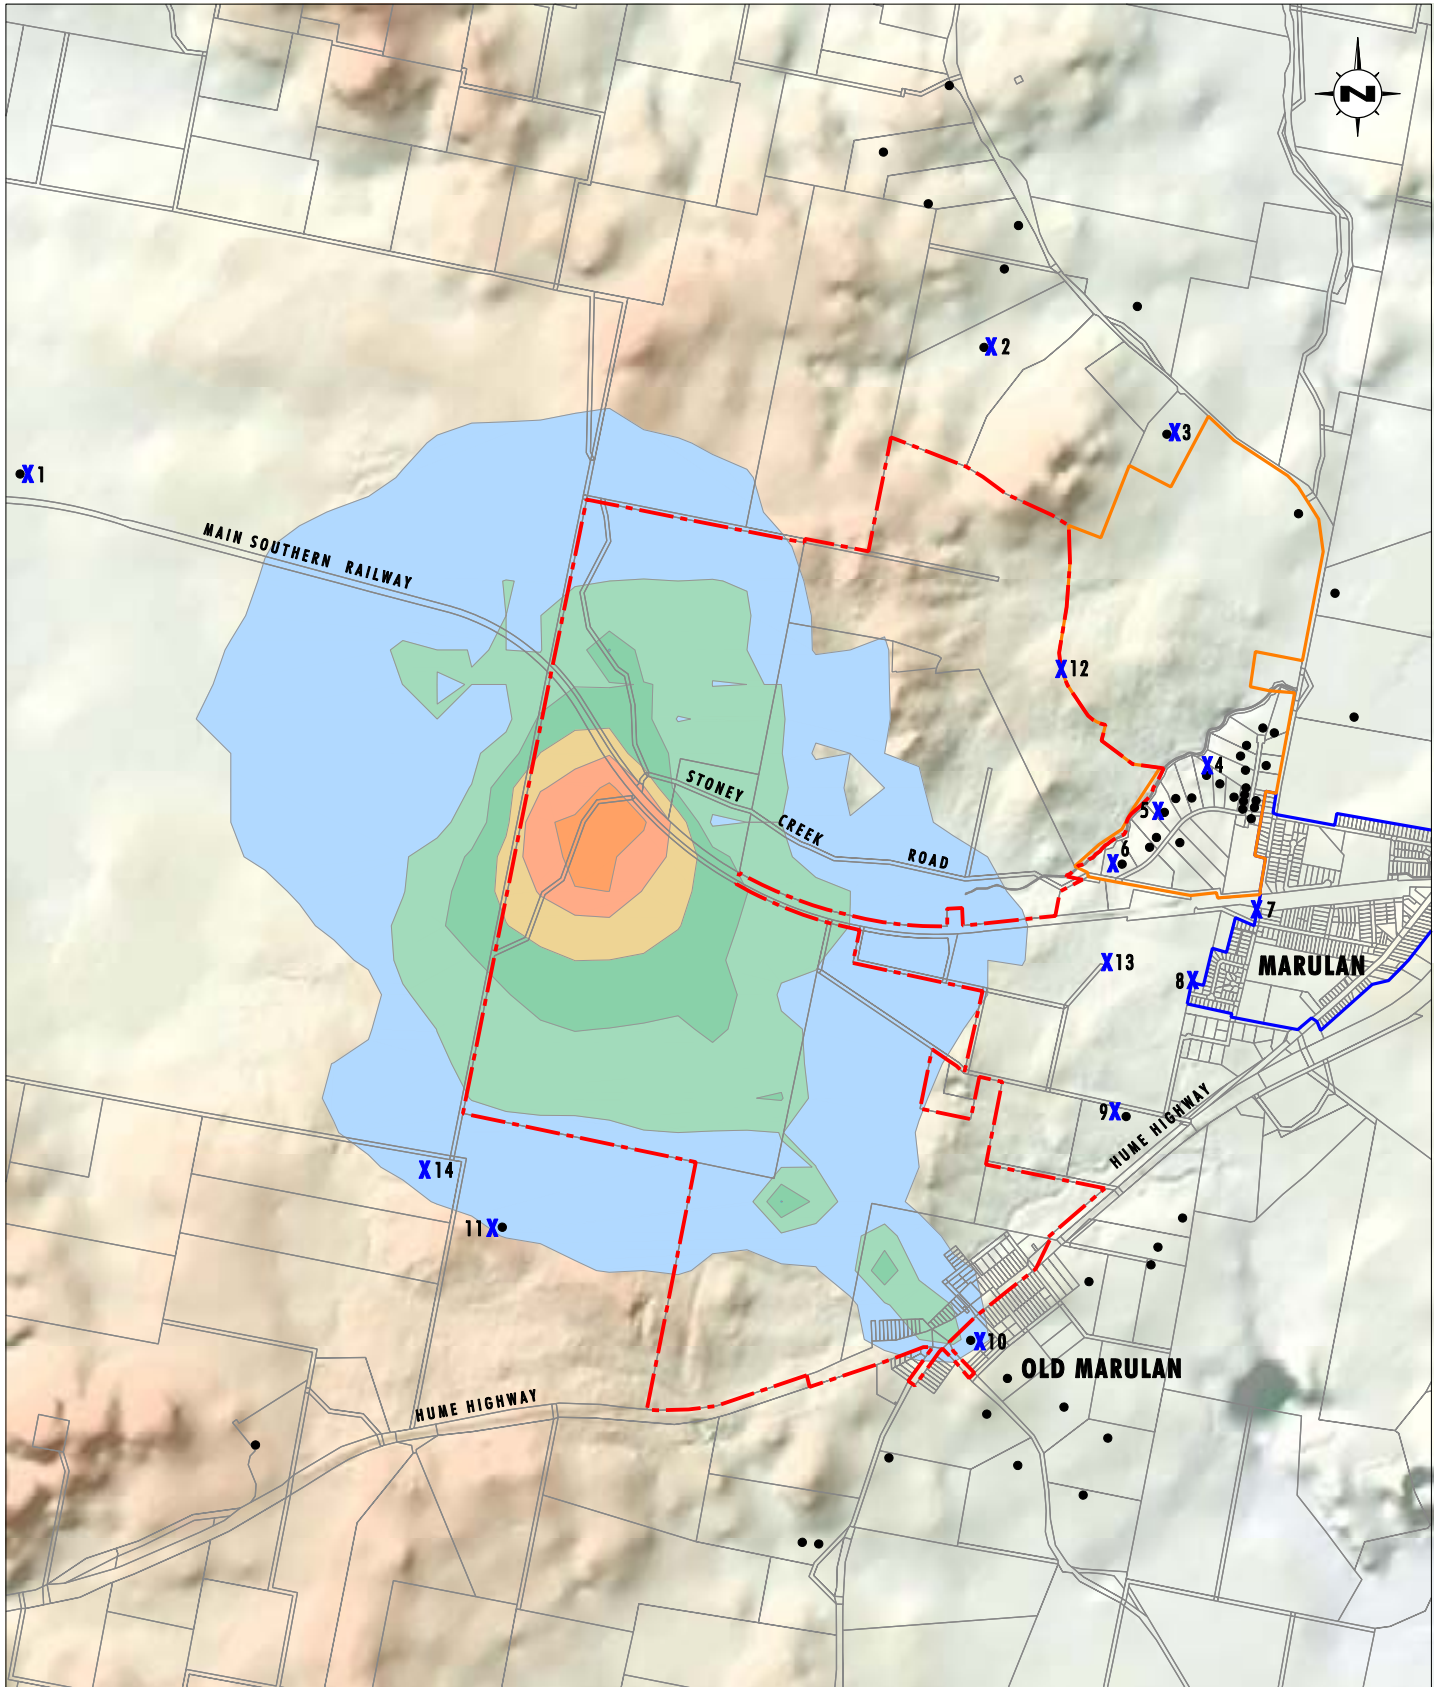 N
X 2
X 3
X 1
MAIN SOUTHERN RAILWAY
X 12
X 4
STONEY CREEK ROAD
5 X
6
X
X 7
X 13
MARULAN
8 X
9 X
HUME HIGHWAY
X 14
11 X
X 10
OLD MARULAN
HUME HIGHWAY